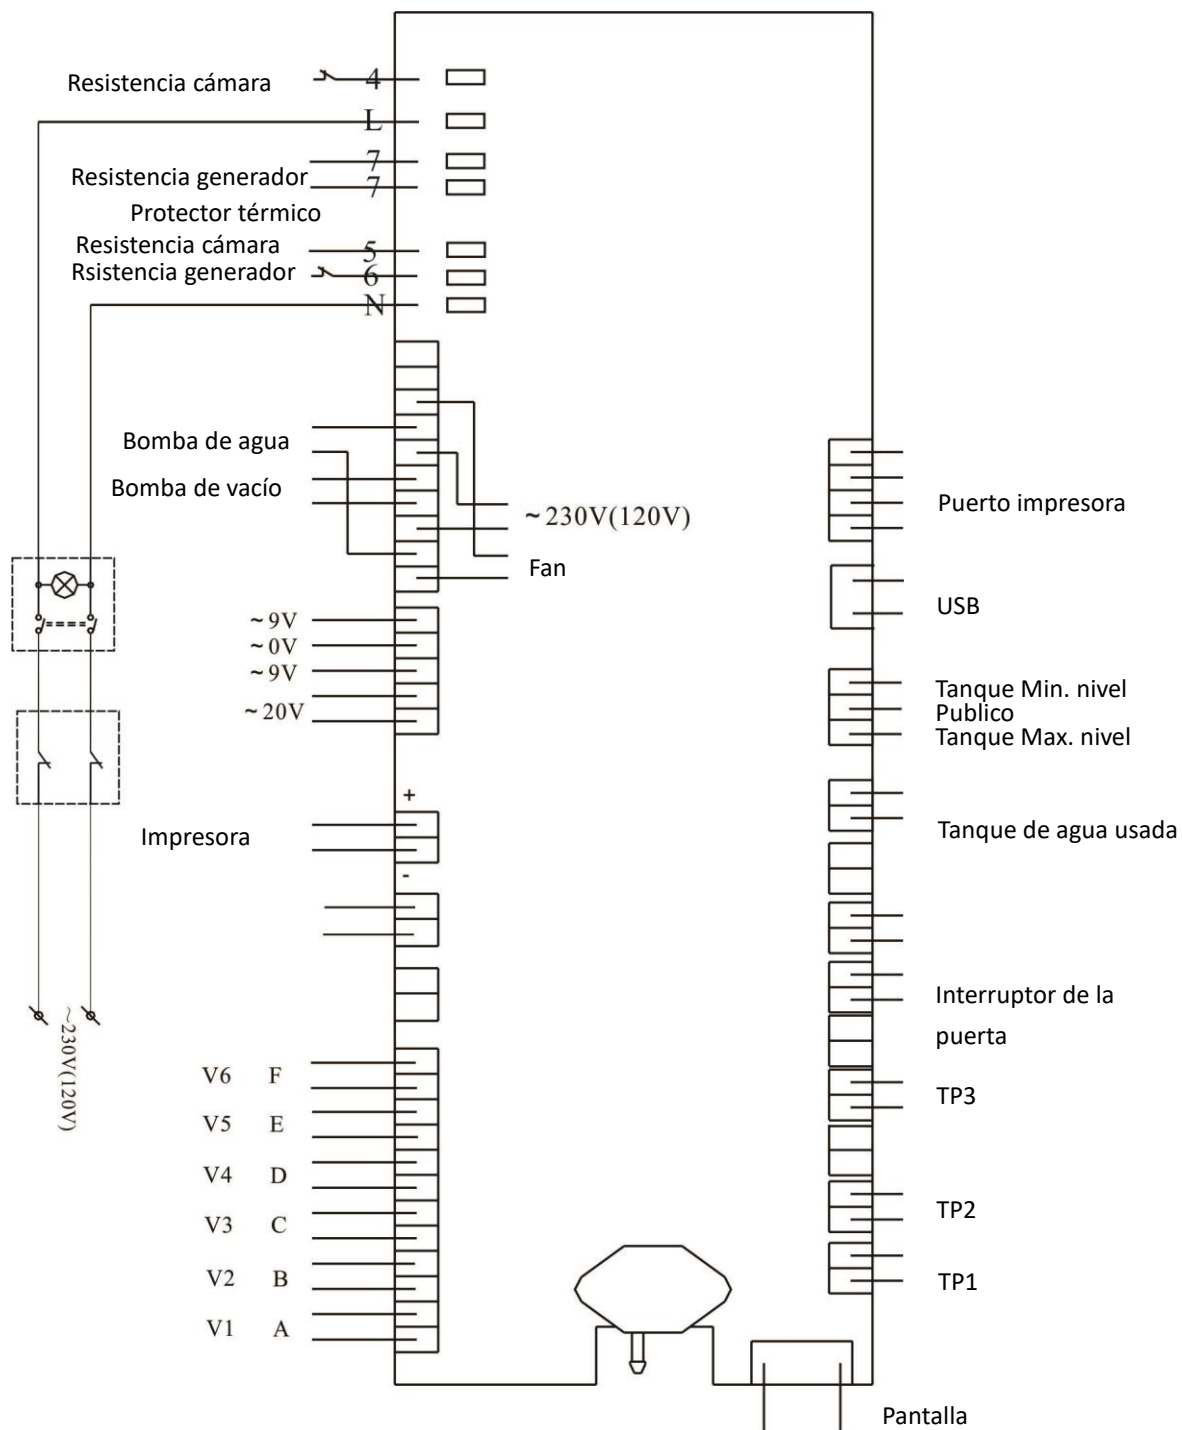 Resistencia cámara 4
L
7
Resistencia generador
7
Protector térmico
Resistencia cámara 5
Rsistencia generador 6
N
Bomba de agua
Bomba de vacío
~230V(120V)
Fan
~9V
~0V
~9V
~20V
+
Impresora
-
~230V(120V)
V6 F
V5 E
V4 D
V3 C
V2 B
V1 A
Puerto impresora
USB
Tanque Min. nivel
Publico
Tanque Max. nivel
Tanque de agua usada
Interruptor de la
puerta
TP3
TP2
TP1
Pantalla